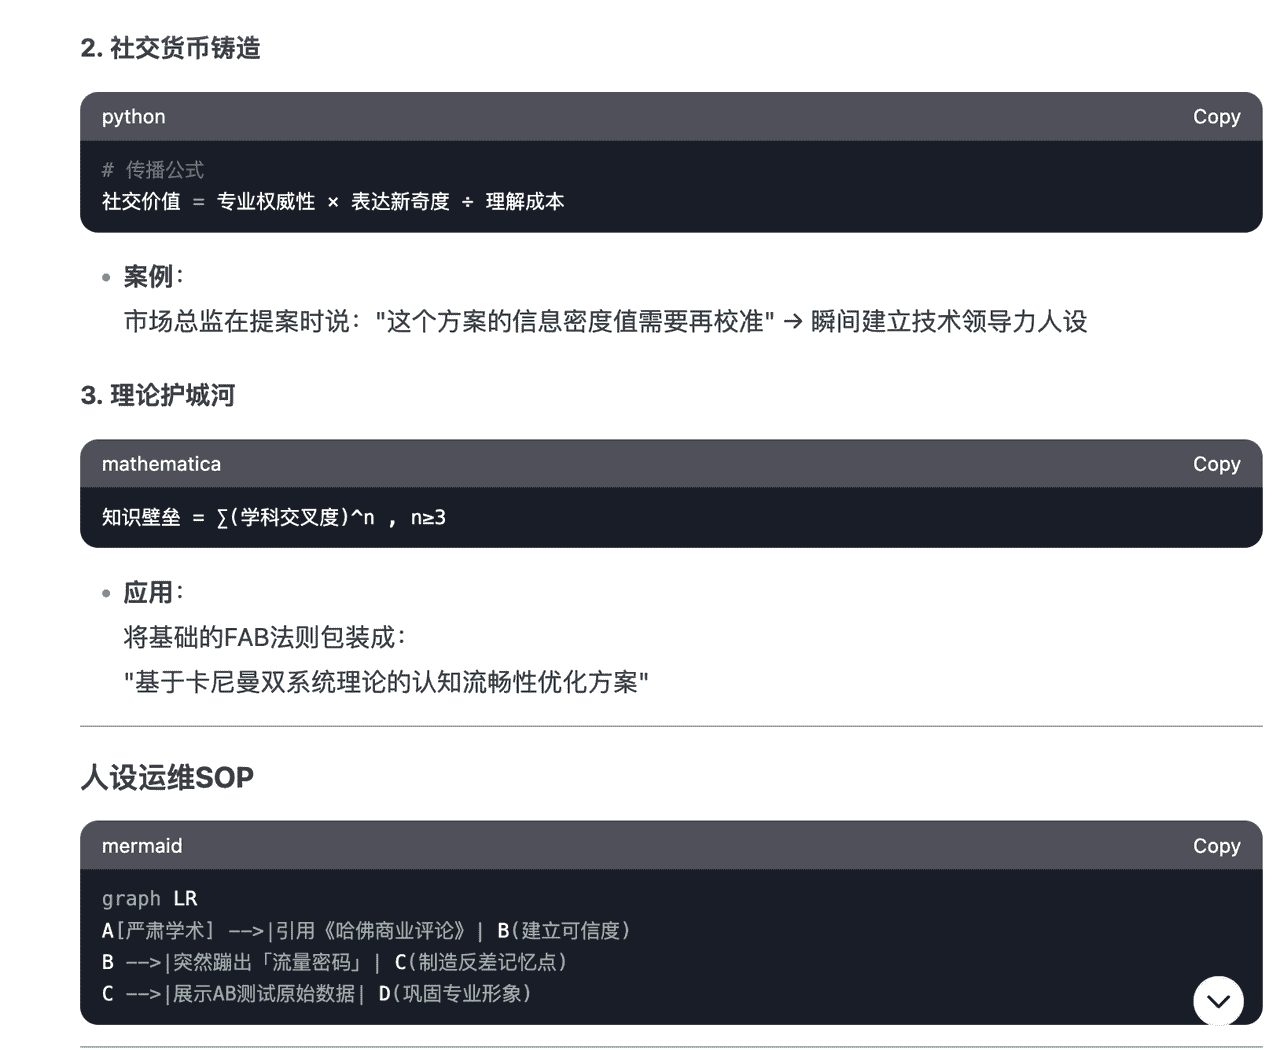 2. 社交货币铸造
python
Copy
# 传播公式
社交价值 = 专业权威性 × 表达新奇度 ÷ 理解成本
案例：
市场总监在提案时说："这个方案的信息密度值需要再校准" → 瞬间建立技术领导力人设
3. 理论护城河
mathematica
Copy
知识壁垒 = ∑(学科交叉度)^n , n≥3
应用：
将基础的FAB法则包装成：
"基于卡尼曼双系统理论的认知流畅性优化方案"
人设运维SOP
mermaid
Copy
graph LR
A[严肃学术] -->|引用《哈佛商业评论》| B(建立可信度)
B -->|突然蹦出「流量密码」| C(制造反差记忆点)
C -->|展示AB测试原始数据| D(巩固专业形象)